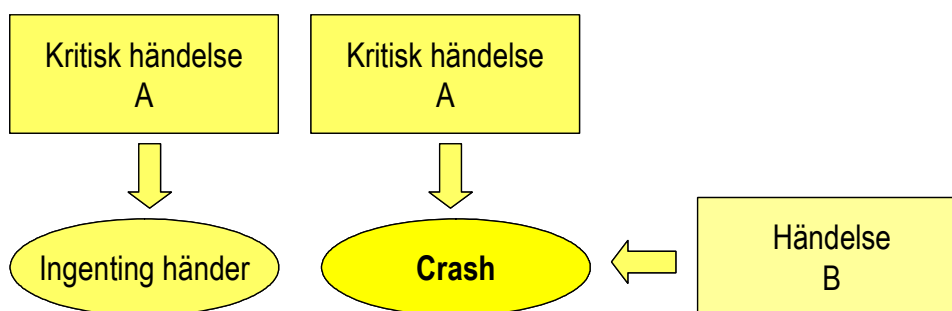 Kritisk händelse
A
Kritisk händelse
A
Ingenting händer
Crash
Händelse
B